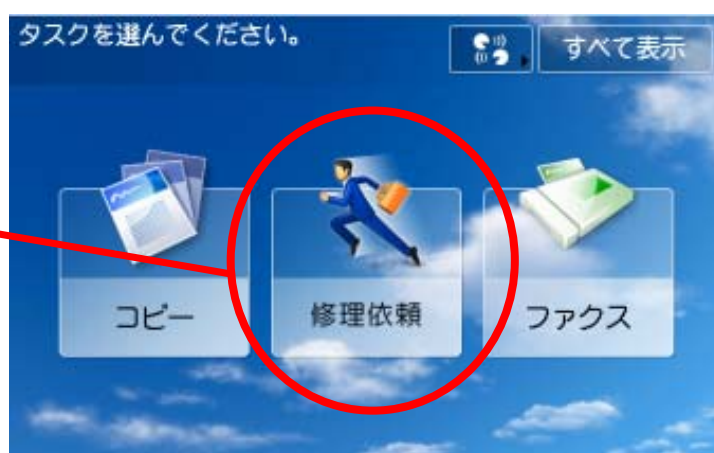 タスクを選んでください。
すべて表示
コピー
修理依頼
ファクス